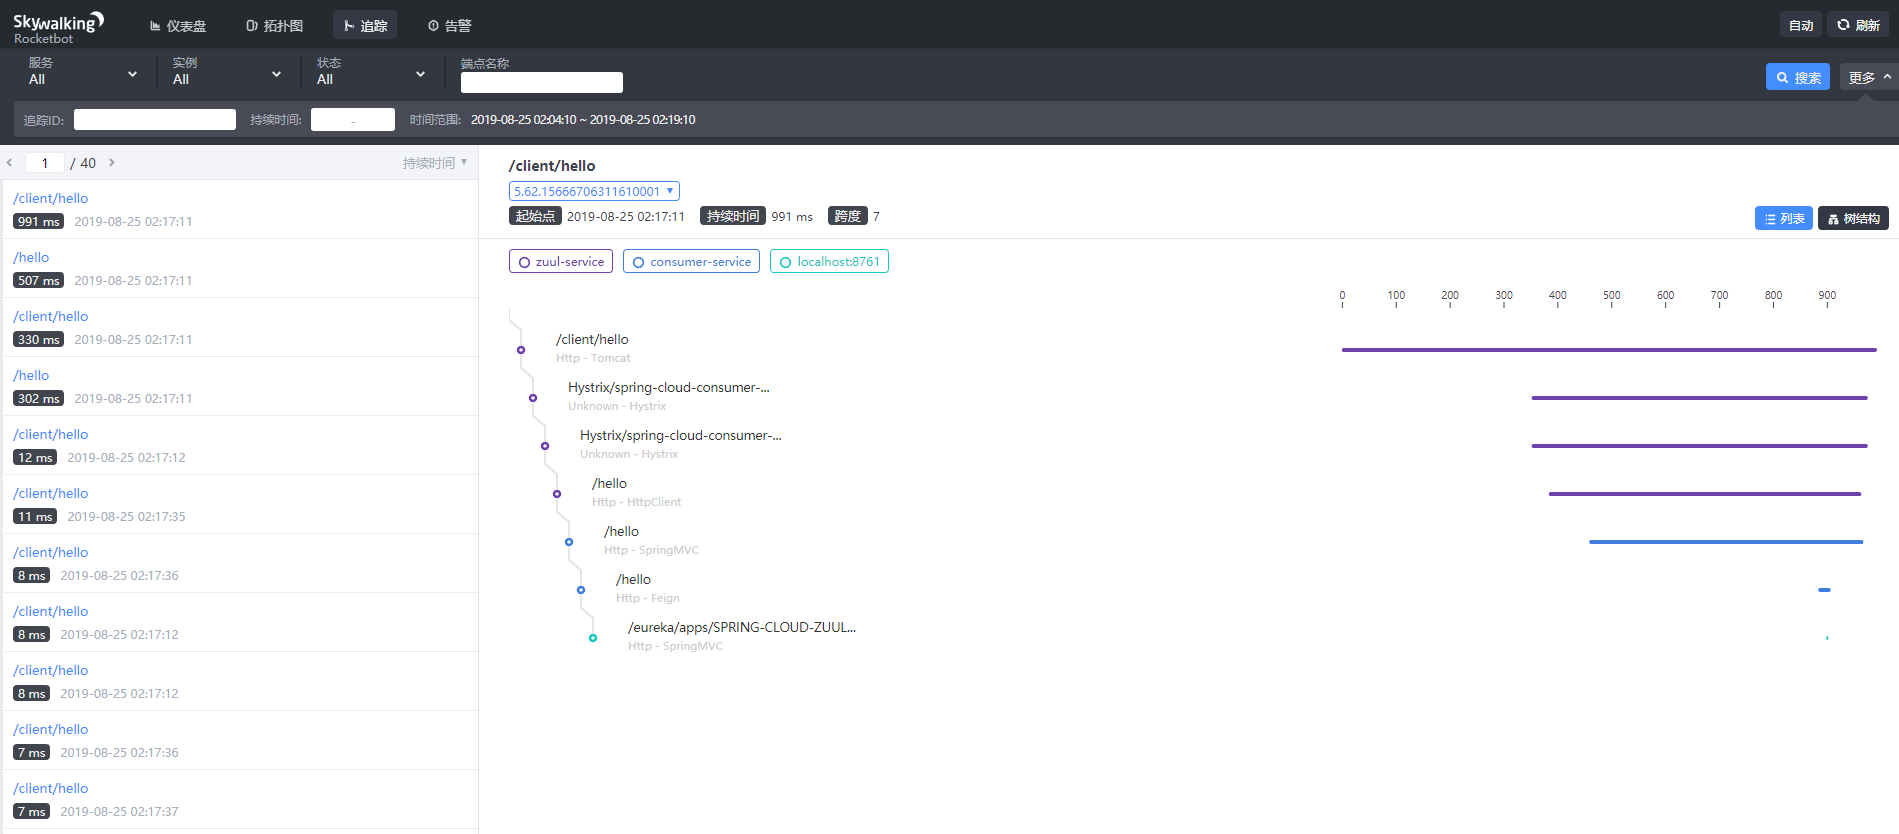 Skywalking
Rocketbot
仪表盘
拓扑图
追踪
告警
自动
刷新
服务
All
实例
All
状态
All
端点名称
搜索
更多
追踪ID:
持续时间:
-
时间范围:
2019-08-25 02:04:10 ~ 2019-08-25 02:19:10
1 / 40
持续时间
/client/hello
991 ms 2019-08-25 02:17:11
/hello
507 ms 2019-08-25 02:17:11
/client/hello
330 ms 2019-08-25 02:17:11
/hello
302 ms 2019-08-25 02:17:11
/client/hello
12 ms 2019-08-25 02:17:12
/client/hello
11 ms 2019-08-25 02:17:35
/client/hello
8 ms 2019-08-25 02:17:36
/client/hello
8 ms 2019-08-25 02:17:12
/client/hello
8 ms 2019-08-25 02:17:12
/client/hello
7 ms 2019-08-25 02:17:36
/client/hello
7 ms 2019-08-25 02:17:37
/client/hello
5.62.15666706311610001
起始点 2019-08-25 02:17:11 持续时间 991 ms 跨度 7
列表
树结构
zuul-service
consumer-service
localhost:8761
0 100 200 300 400 500 600 700 800 900
/client/hello
Http - Tomcat
Hystrix/spring-cloud-consumer-...
Unknown - Hystrix
Hystrix/spring-cloud-consumer-...
Unknown - Hystrix
/hello
Http - HttpClient
/hello
Http - SpringMVC
/hello
Http - Feign
/eureka/apps/SPRING-CLOUD-ZUUL...
Http - SpringMVC